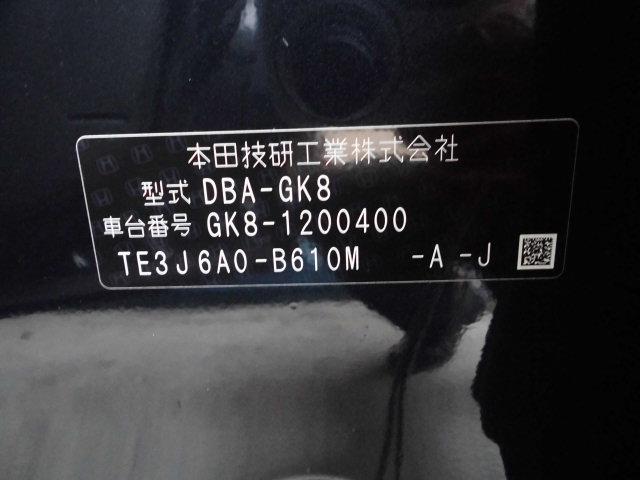 本田技研工業株式会社
型式 DBA-GK8
車台番号 GK8-1200400
TE3J6A0-B610M -A -J